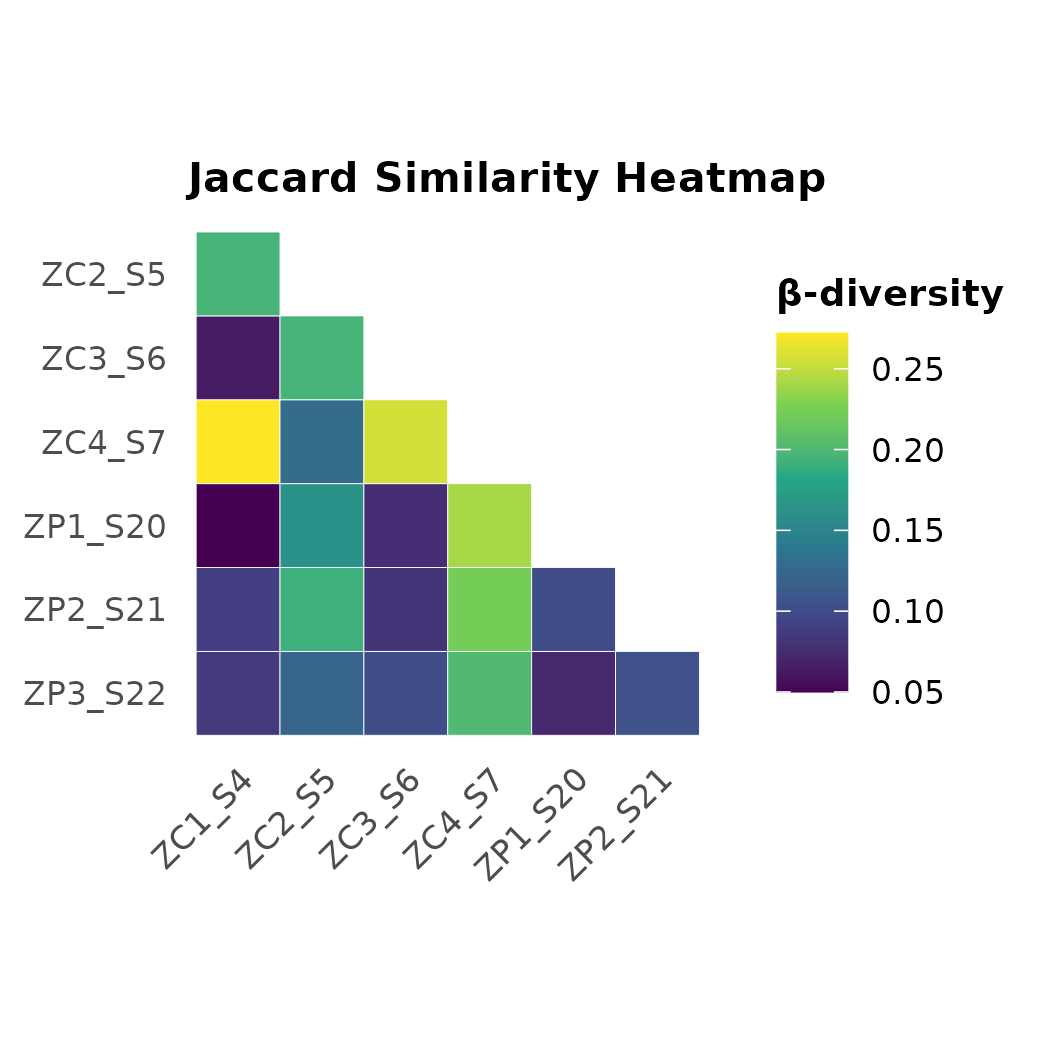 Jaccard Similarity Heatmap
ZC2_S5
ZC3_S6
ZC4_S7
ZP1_S20
ZP2_S21
ZP3_S22
ZC1_S4
ZC2_S5
ZC3_S6
ZC4_S7
ZP1_S20
ZP2_S21
β-diversity
0.25
0.20
0.15
0.10
0.05